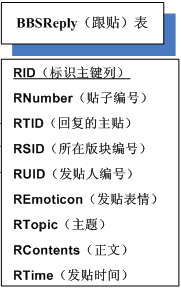 BBSReply（跟贴）表
RID（标识主键列）
RNumber（贴子编号）
RTID（回复的主贴）
RSID（所在版块编号）
RUID（发贴人编号）
REmoticon（发贴表情）
RTopic（主题）
RContents（正文）
RTime（发贴时间）